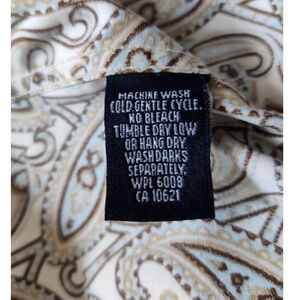 MACHINE WASH
COLD.GENTLE CYCLE.
NO BLEACH
TUMBLE DRY LOW
OR HANG DRY.
WASH DARKS
SEPARATELY.
WPL 6008
CA 10621